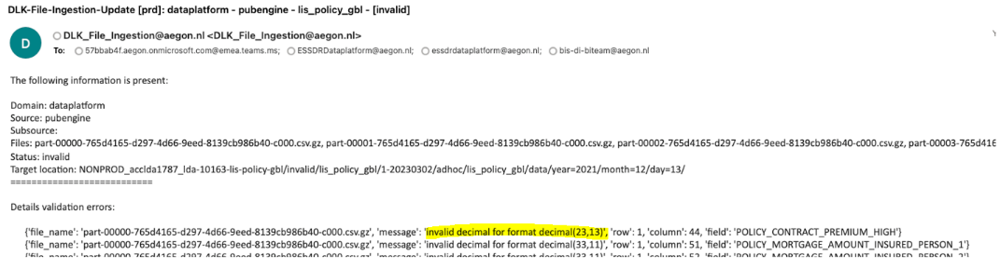 DLK-File-Ingestion-Update [prd]: dataplatform - pubengine - lis_policy_gbl - [invalid]
D
DLK_File_Ingestion@aegon.nl <DLK_File_Ingestion@aegon.nl>
To: 57bbab4f.aegon.onmicrosoft.com@emea.teams.ms; ESSDRDataplatform@aegon.nl; essdrdataplatform@aegon.nl; bis-di-biteam@aegon.nl
The following information is present:
Domain: dataplatform
Source: pubengine
Subsource:
Files: part-00000-765d4165-d297-4d66-9eed-8139cb986b40-c000.csv.gz, part-00001-765d4165-d297-4d66-9eed-8139cb986b40-c000.csv.gz, part-00002-765d4165-d297-4d66-9eed-8139cb986b40-c000.csv.gz, part-00003-765d416
Status: invalid
Target location: NONPROD_acclda1787_lda-10163-lis-policy-gbl/invalid/lis_policy_gbl/1-20230302/adhoc/lis_policy_gbl/data/year=2021/month=12/day=13/
===========================
Details validation errors:
{'file_name': 'part-00000-765d4165-d297-4d66-9eed-8139cb986b40-c000.csv.gz', 'message': 'invalid decimal for format decimal(23,13)', 'row': 1, 'column': 44, 'field': 'POLICY_CONTRACT_PREMIUM_HIGH'}
{'file_name': 'part-00000-765d4165-d297-4d66-9eed-8139cb986b40-c000.csv.gz', 'message': 'invalid decimal for format decimal(33,11)', 'row': 1, 'column': 51, 'field': 'POLICY_MORTGAGE_AMOUNT_INSURED_PERSON_1'}
{'file_name': 'part-00000-765d4165-d297-4d66-9eed-8139cb986b40-c000.csv.gz', 'message': 'invalid decimal for format decimal(33,11)', 'row': 1, 'column': 52, 'field': 'POLICY_MORTGAGE_AMOUNT_INSURED_PERSON_2'}